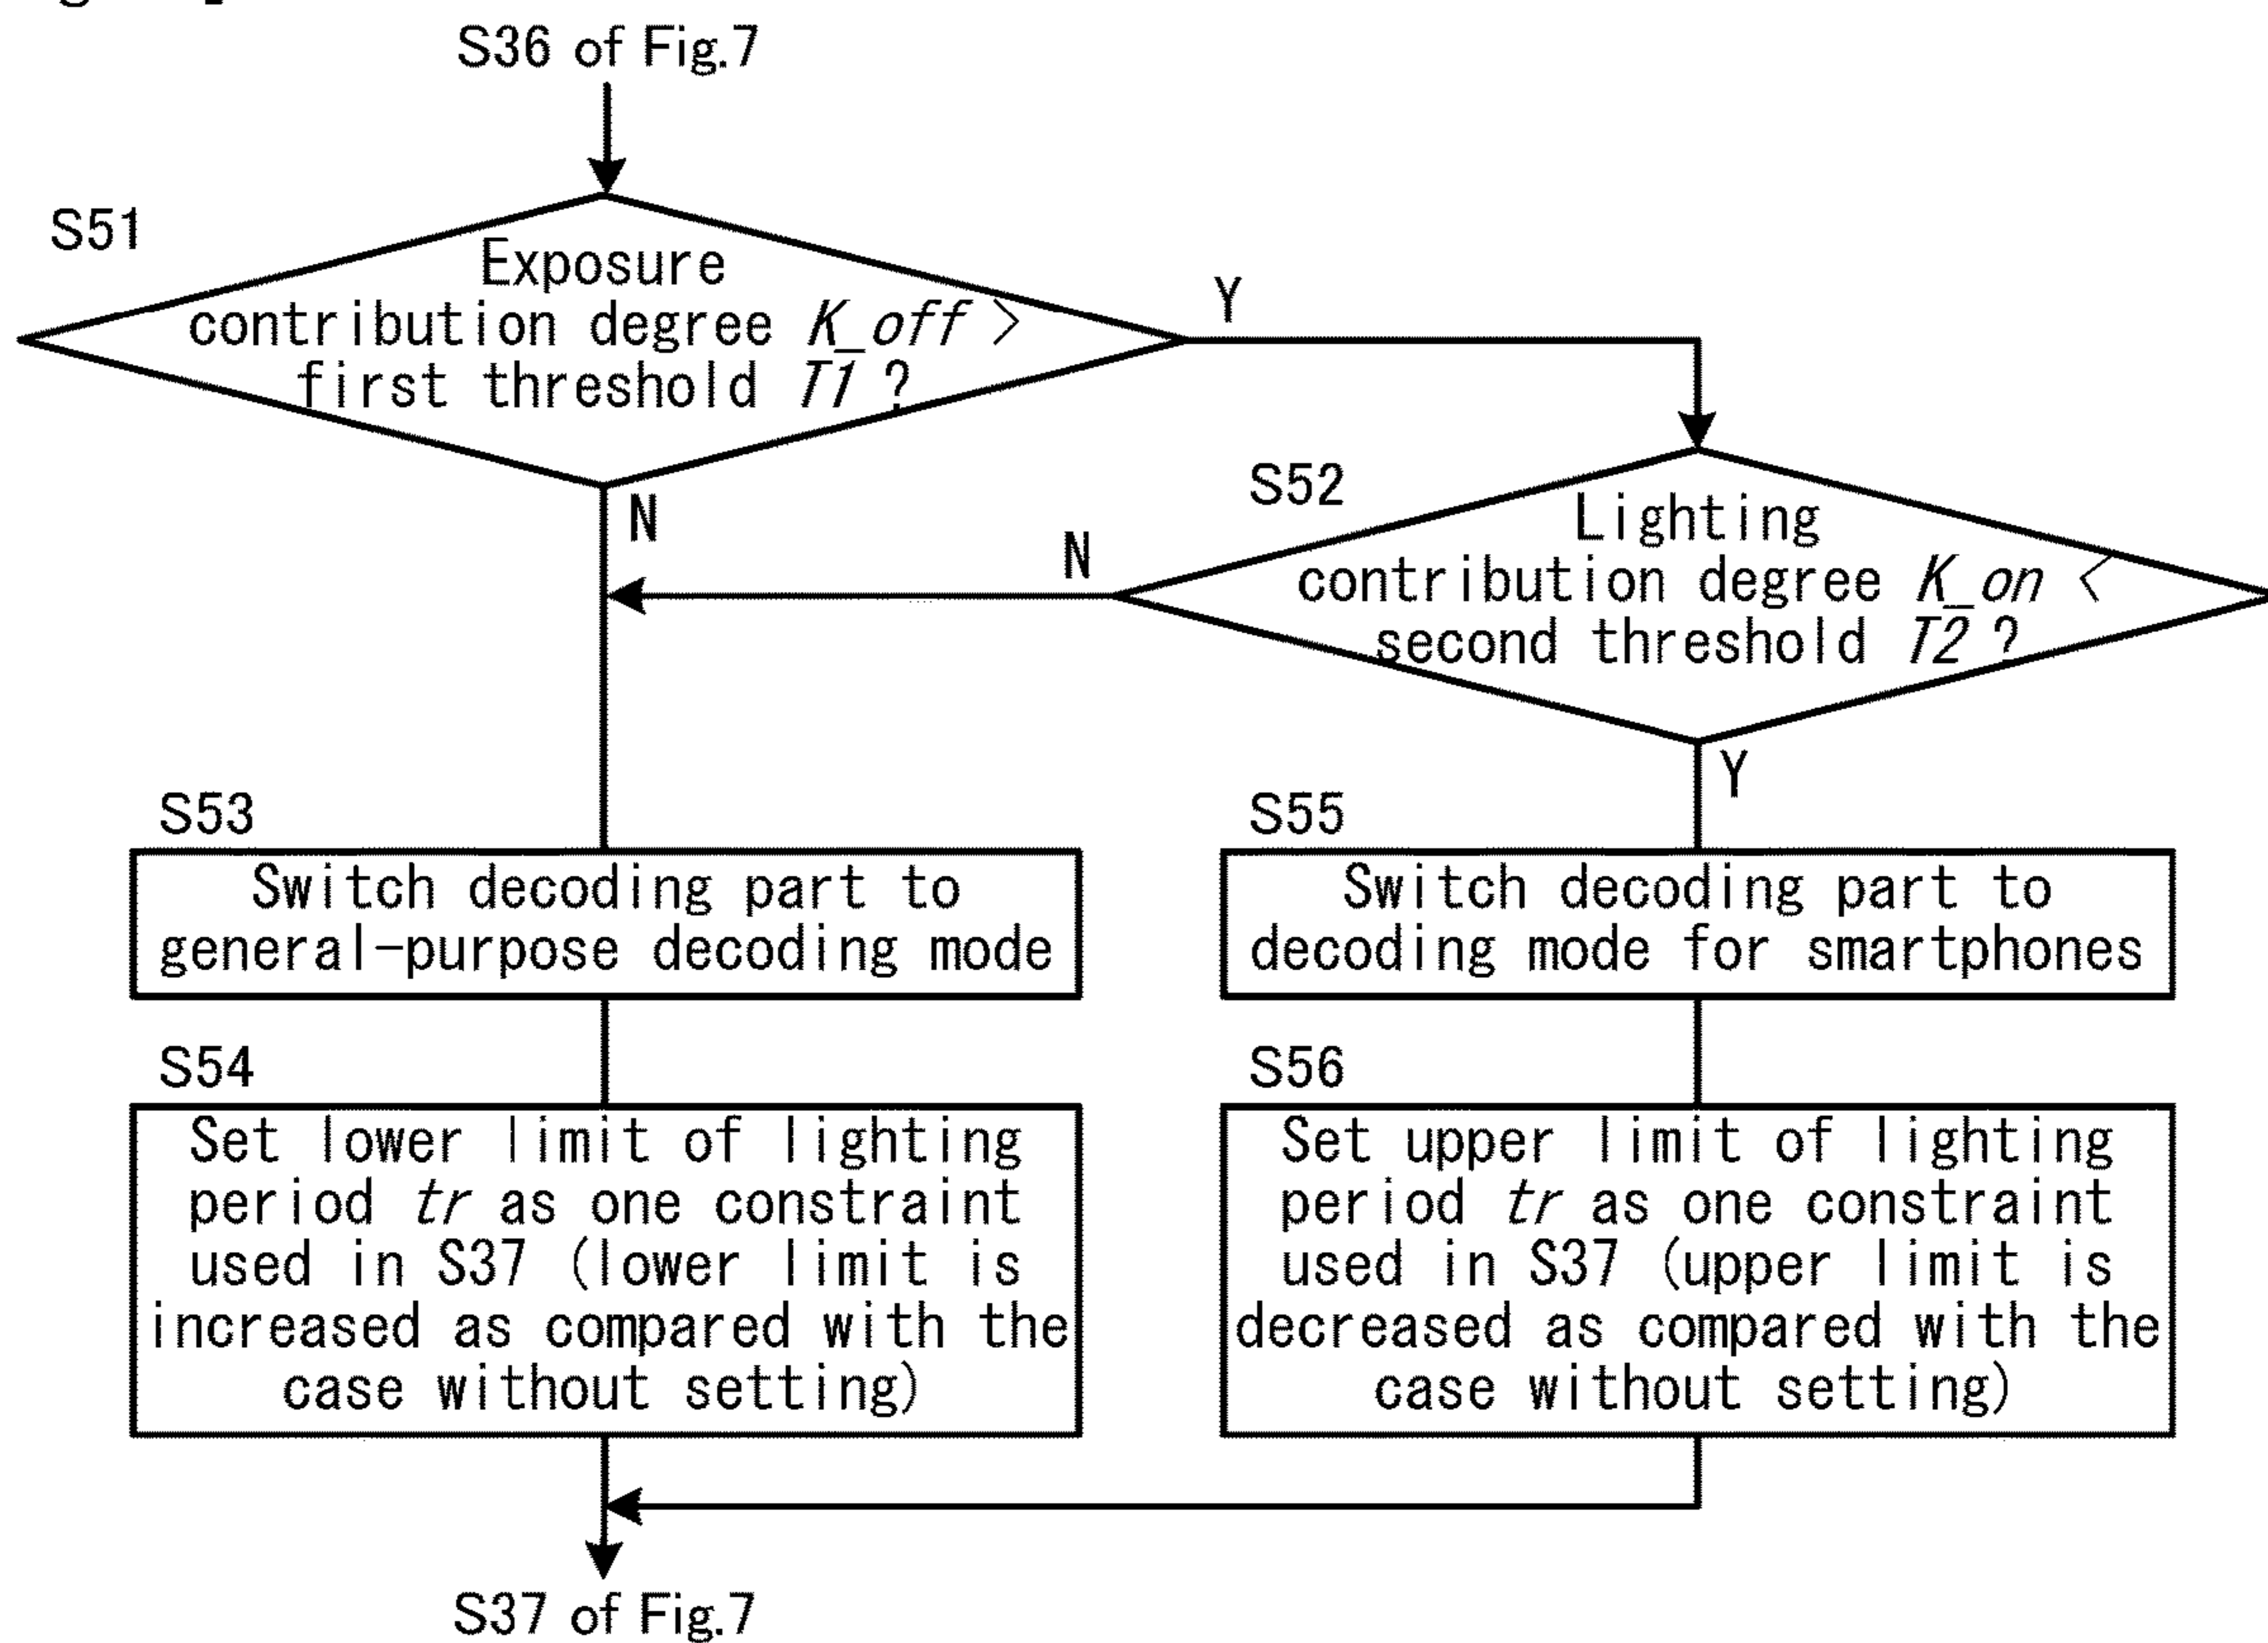 S36 of Fig.7
S51
Exposure
contribution degree K_off >
first threshold T1 ?
Y
N
S52
Lighting
contribution degree K_on <
second threshold T2 ?
N
Y
S53
Switch decoding part to
general-purpose decoding mode
S55
Switch decoding part to
decoding mode for smartphones
S54
Set lower limit of lighting
period tr as one constraint
used in S37 (lower limit is
increased as compared with the
case without setting)
S56
Set upper limit of lighting
period tr as one constraint
used in S37 (upper limit is
decreased as compared with the
case without setting)
S37 of Fig.7